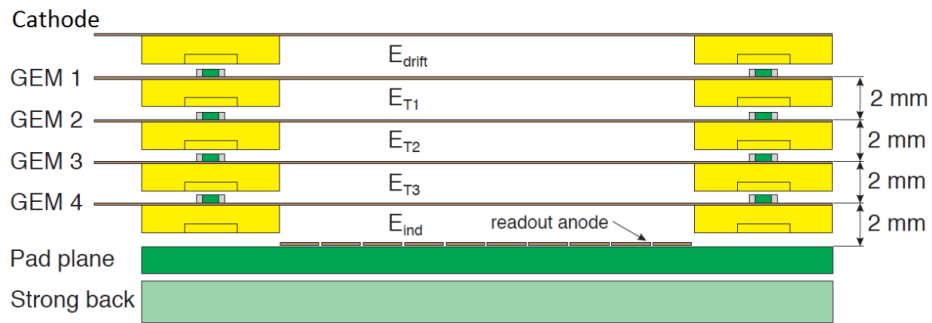 Cathode
E_drift
GEM 1
E_T1
2 mm
GEM 2
E_T2
2 mm
GEM 3
E_T3
2 mm
GEM 4
E_ind
readout anode
2 mm
Pad plane
Strong back